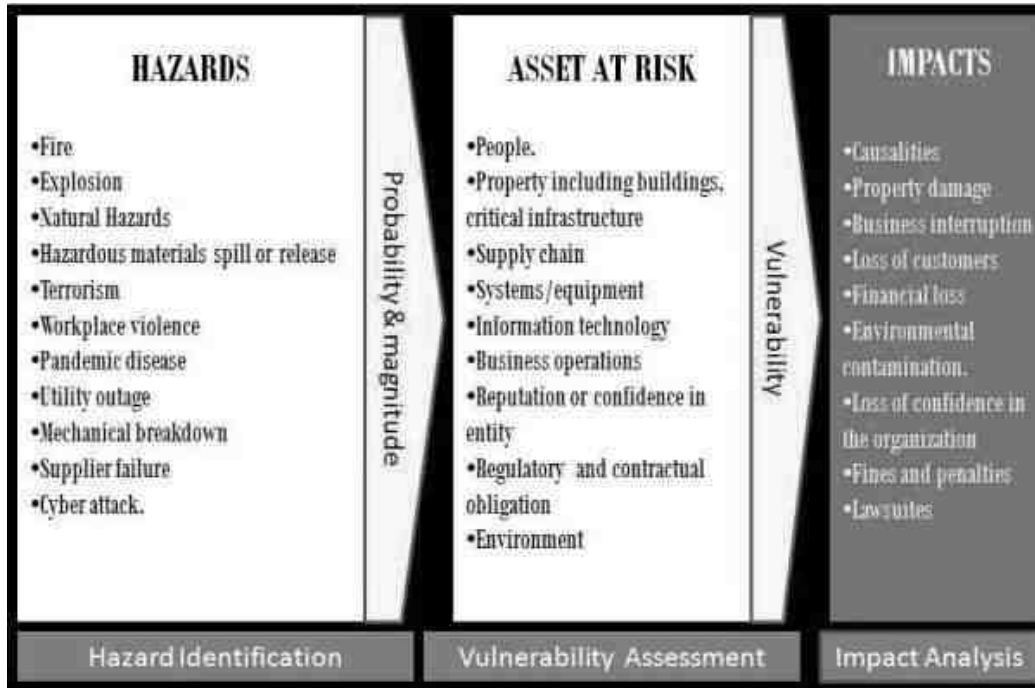 HAZARDS
•Fire
•Explosion
•Natural Hazards
•Hazardous materials spill or release
•Terrorism
•Workplace violence
•Pandemic disease
•Utility outage
•Mechanical breakdown
•Supplier failure
•Cyber attack.
Probability & magnitude
Hazard Identification
ASSET AT RISK
•People.
•Property including buildings,
critical infrastructure
•Supply chain
•Systems/equipment
•Information technology
•Business operations
•Reputation or confidence in
entity
•Regulatory and contractual
obligation
•Environment
Vulnerability
Vulnerability Assessment
IMPACTS
•Causalities
•Property damage
•Business interruption
•Loss of customers
•Financial loss
•Environmental
contamination.
•Loss of confidence in
the organization
•Fines and penalties
•Lawsuites
Impact Analysis